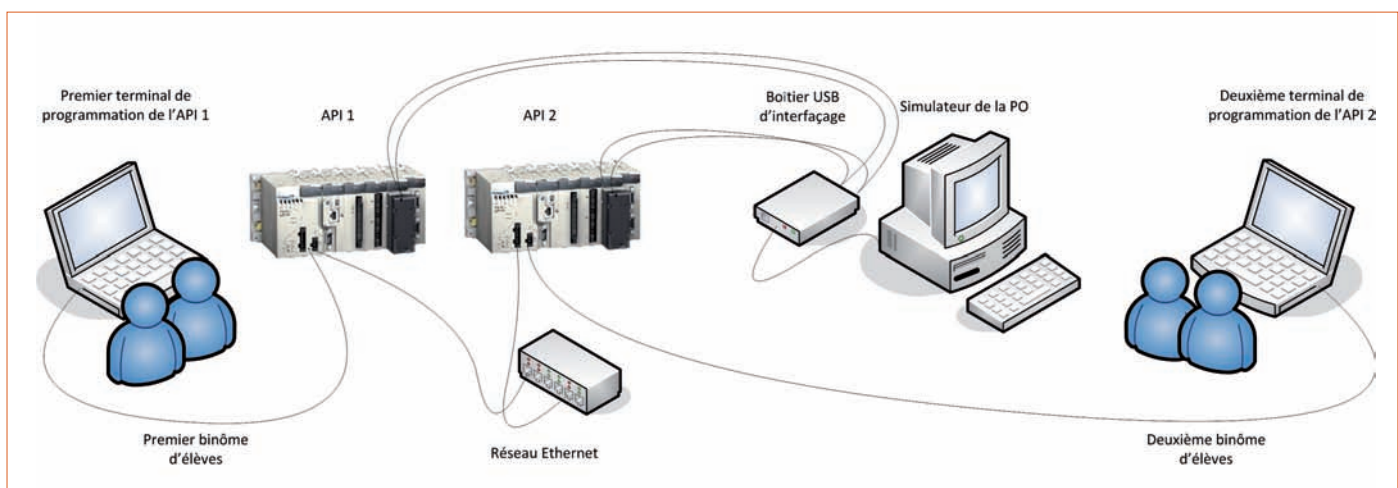 Premier terminal de
programmation de l'API 1
API 1
API 2
Boitier USB
d'interfaçage
Simulateur de la PO
Deuxième terminal de
programmation de l'API 2
Premier binôme
d'élèves
Réseau Ethernet
Deuxième binôme
d'élèves